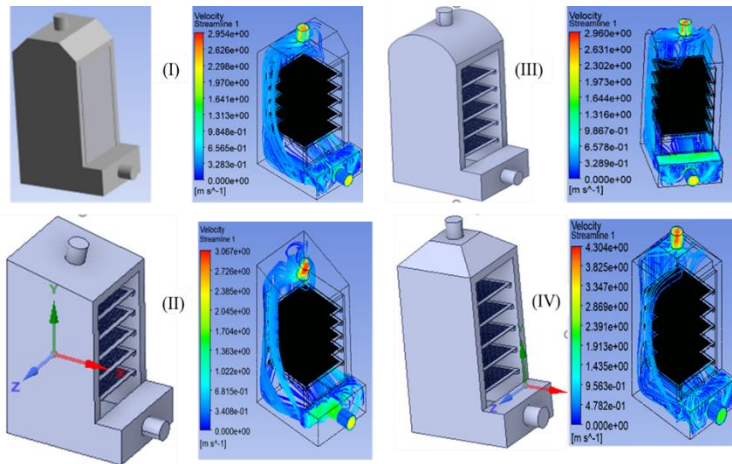 (I)
Velocity
Streamline 1
2.954e+00
2.626e+00
2.298e+00
1.970e+00
1.641e+00
1.313e+00
9.848e-01
6.565e-01
3.283e-01
0.000e+00
[m s^-1]
(III)
Velocity
Streamline 1
2.960e+00
2.631e+00
2.302e+00
1.973e+00
1.644e+00
1.316e+00
9.867e-01
6.578e-01
3.289e-01
0.000e+00
[m s^-1]
(II)
Y
Z
Velocity
Streamline 1
3.067e+00
2.726e+00
2.385e+00
2.045e+00
1.704e+00
1.363e+00
1.022e+00
6.815e-01
3.408e-01
0.000e+00
[m s^-1]
(IV)
Z
Velocity
Streamline 1
4.304e+00
3.825e+00
3.347e+00
2.869e+00
2.391e+00
1.913e+00
1.435e+00
9.563e-01
4.782e-01
0.000e+00
[m s^-1]